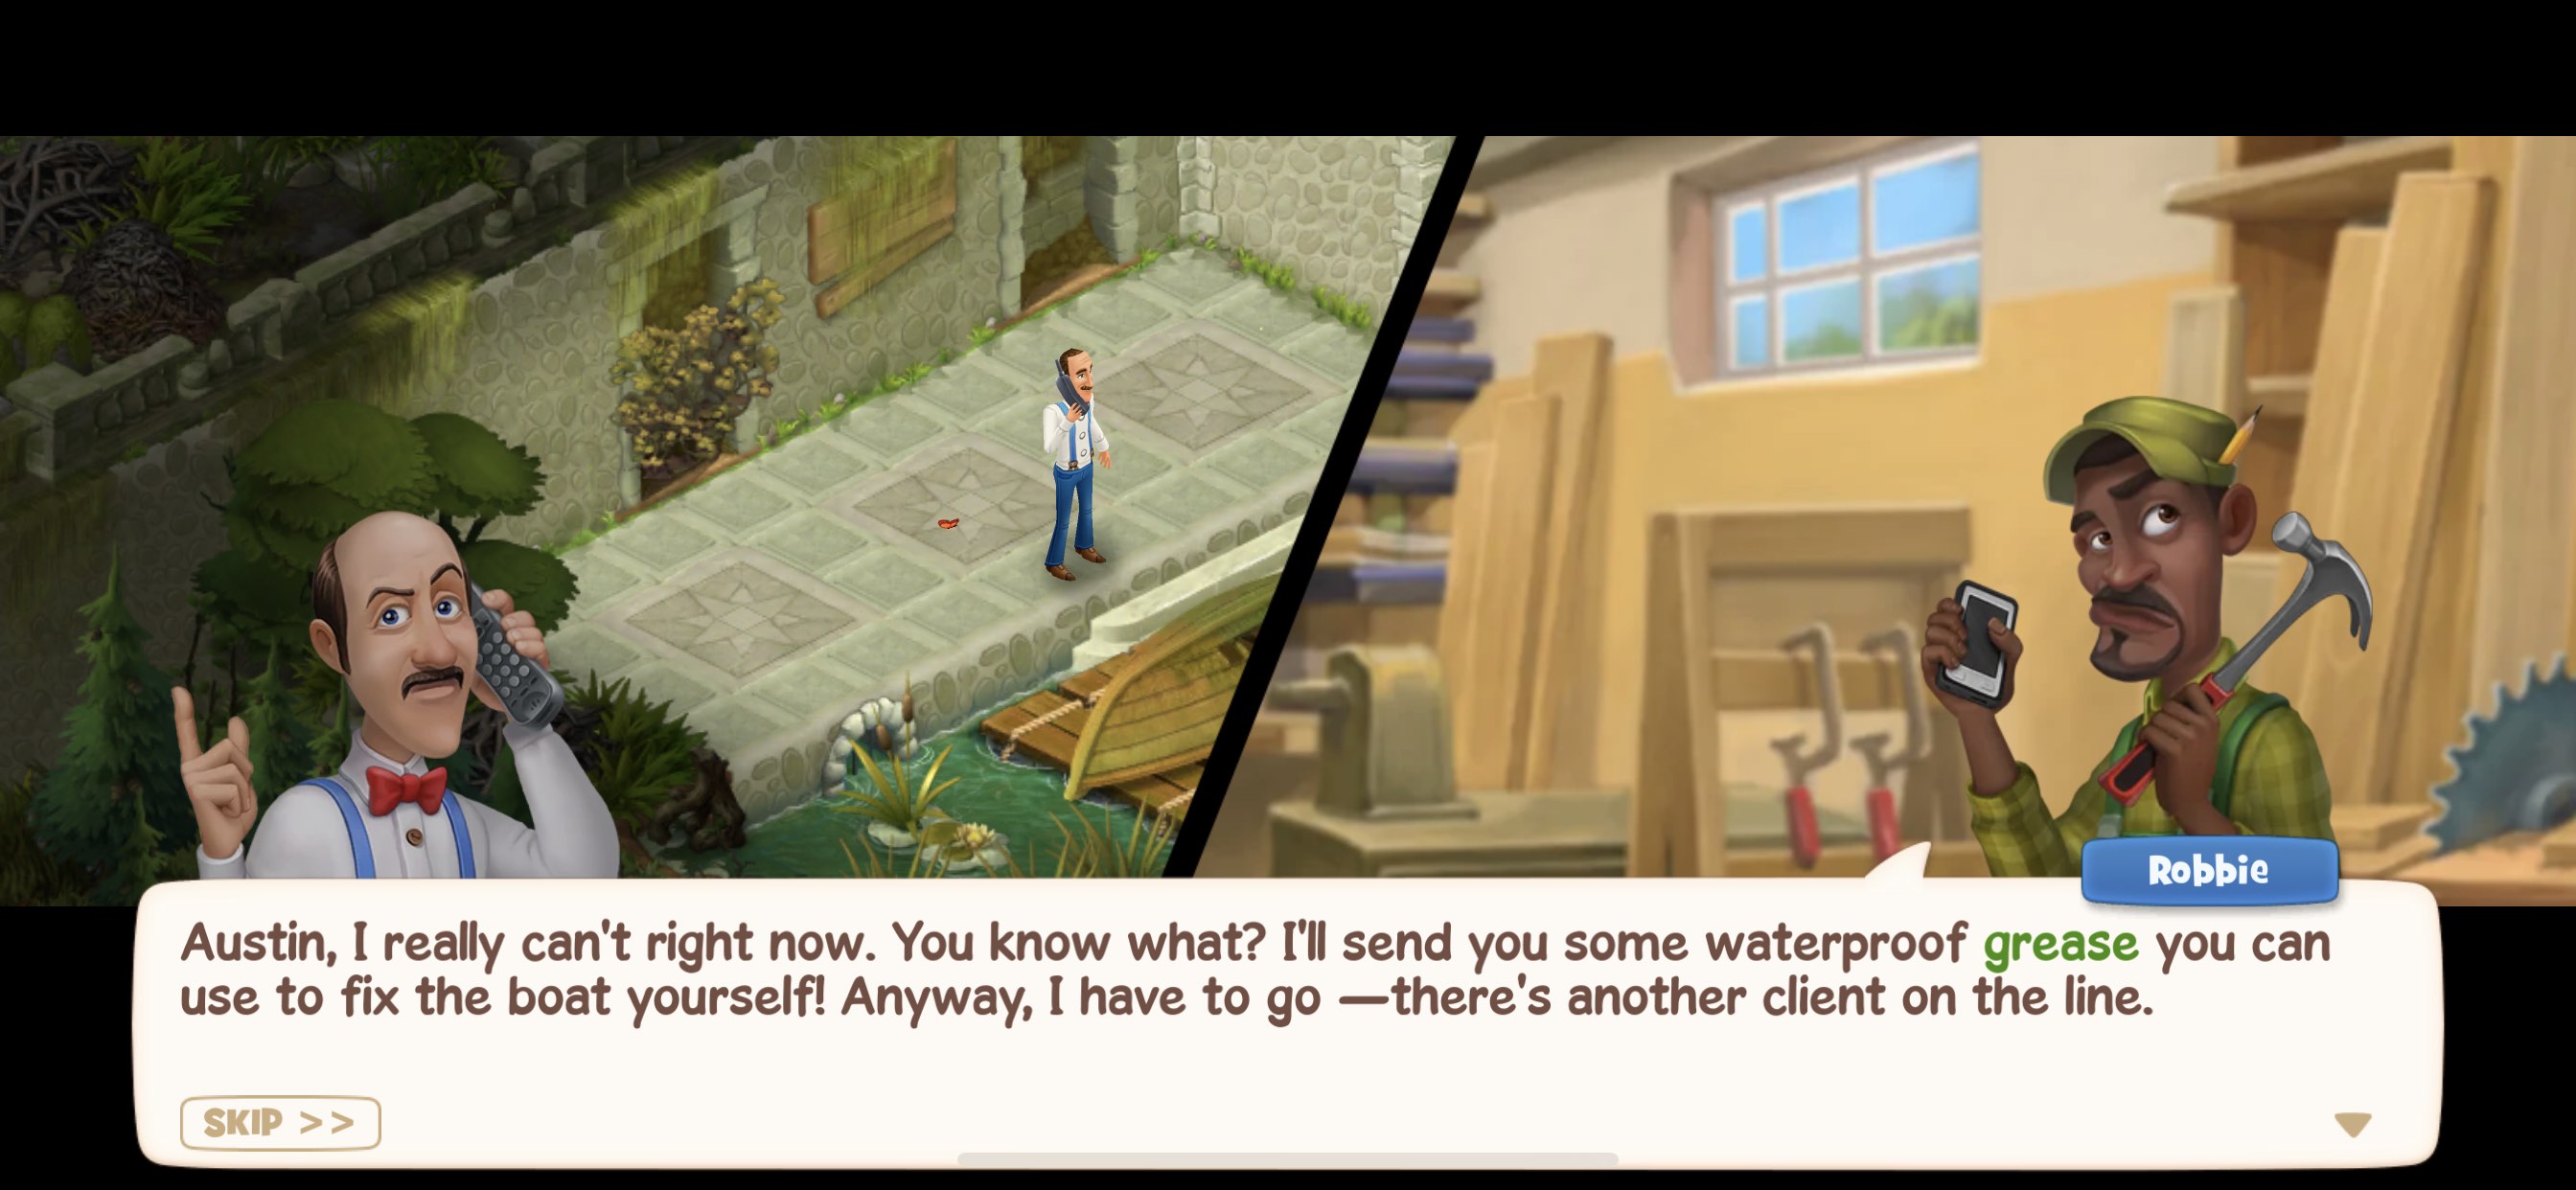 Robbie
Austin, I really can't right now. You know what? I'll send you some waterproof grease you can
use to fix the boat yourself! Anyway, I have to go —there's another client on the line.
SKIP >>